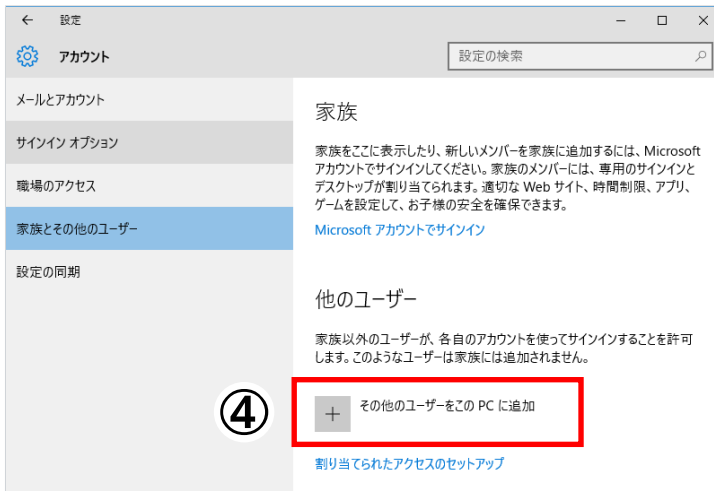 設定
アカウント
設定の検索
メールとアカウント
サインイン オプション
職場のアクセス
家族とその他のユーザー
設定の同期
家族
家族をここに表示したり、新しいメンバーを家族に追加するには、Microsoft
アカウントでサインインしてください。家族のメンバーには、専用のサインインと
デスクトップが割り当てられます。適切な Web サイト、時間制限、アプリ、
ゲームを設定して、お子様の安全を確保できます。
Microsoft アカウントでサインイン
他のユーザー
家族以外のユーザーが、各自のアカウントを使ってサインインすることを許可
します。このようなユーザーは家族には追加されません。
④
その他のユーザーをこの PC に追加
割り当てられたアクセスのセットアップ